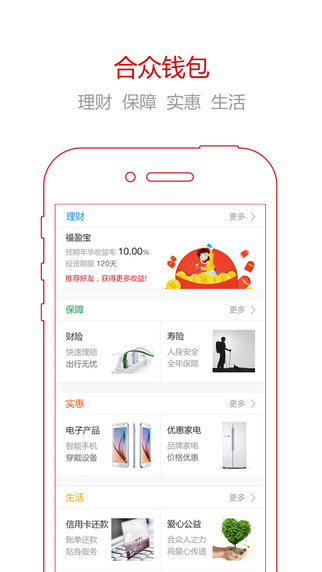 合众钱包
理财 保障 实惠 生活
理财 更多
福盈宝
预期年华收益率 10.00%
投资期限 120天
推荐好友，获得更多收益!
保障 更多
财险
快速理赔
出行无忧
寿险
人身安全
全年保障
实惠 更多
电子产品
智能手机
穿戴设备
优惠家电
品牌家电
价格优惠
生活 更多
信用卡还款
账单还款
贴身服务
爱心公益
合众人之力
将爱心传递